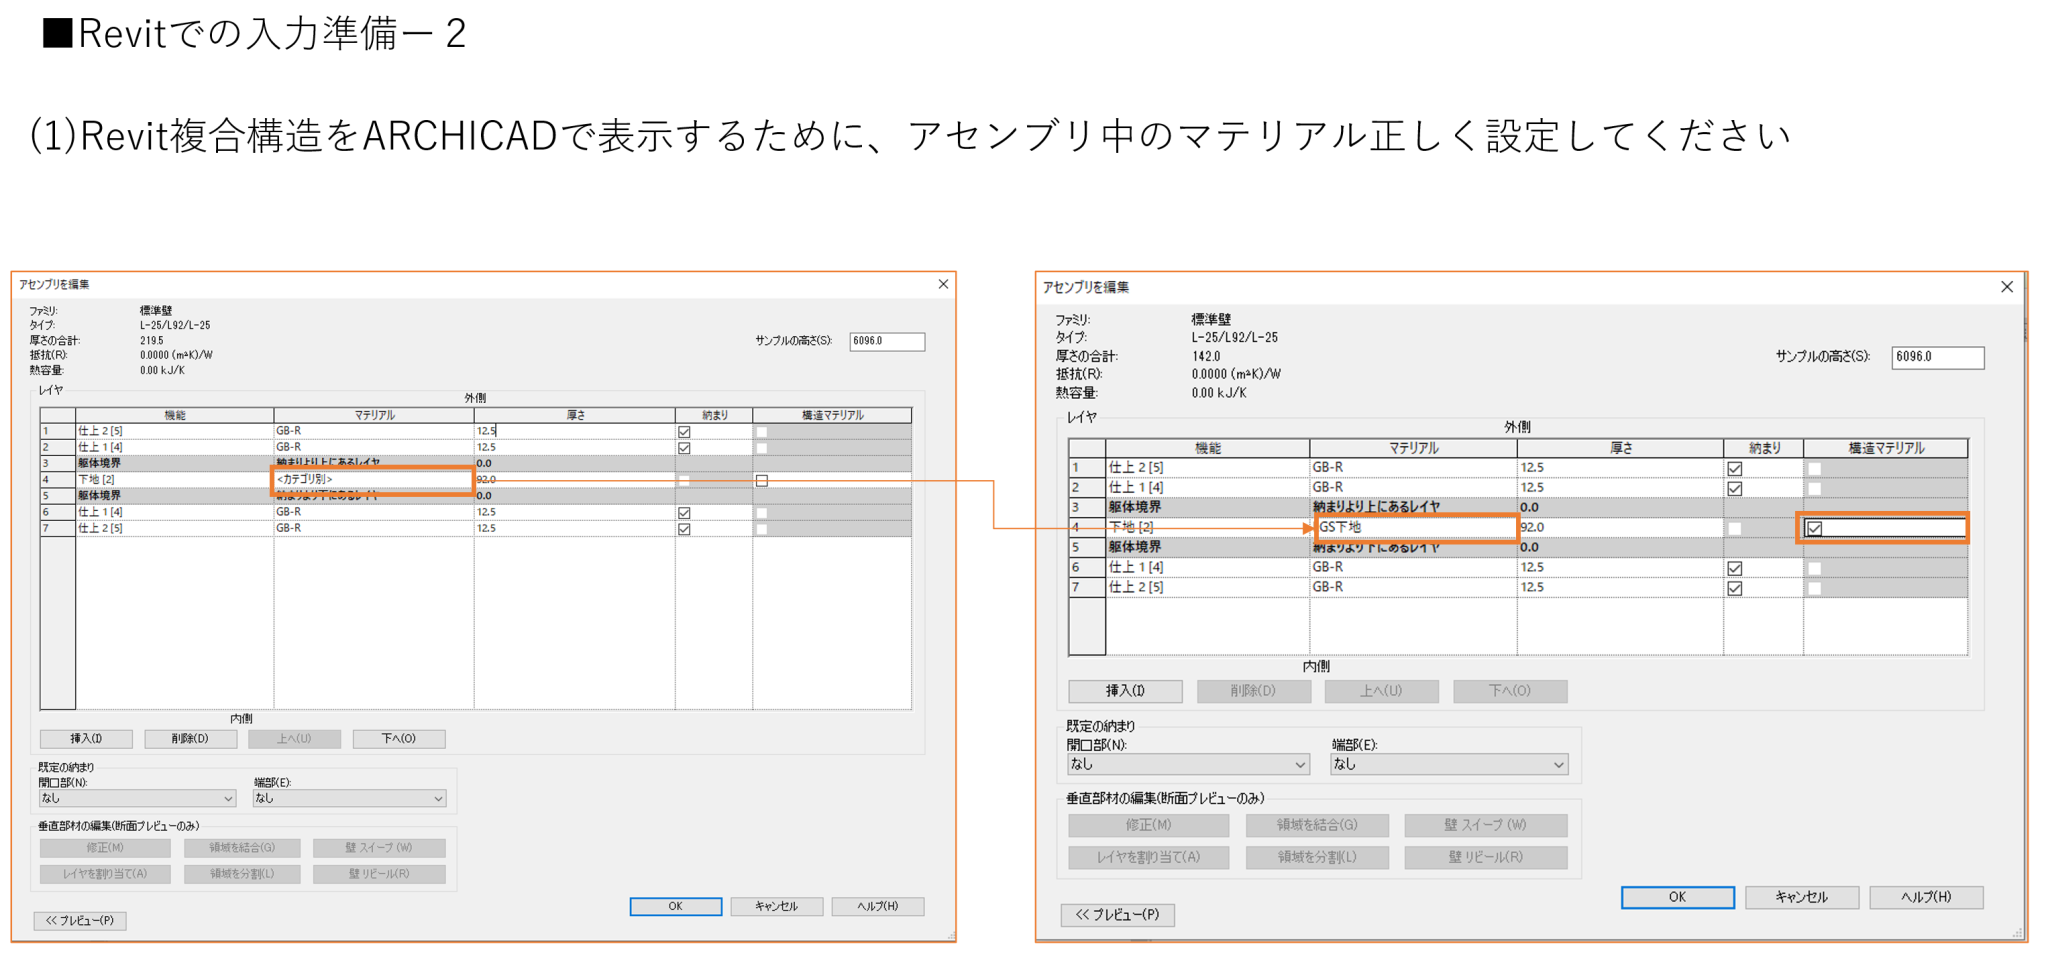 ■Revitでの入力準備ー２
(1)Revit複合構造をARCHICADで表示するために、アセンブリ中のマテリアル正しく設定してください
アセンブリを編集
ファミリ: 標準壁
タイプ: L-25/L92/L-25
厚さの合計: 219.5
サンプルの高さ(S): 6096.0
抵抗(R): 0.0000 (m²K)/W
熱容量: 0.00 kJ/K
レイヤ
外側
機能 マテリアル 厚さ 納まり 構造マテリアル
1 仕上 2 [5] GB-R 12.5
2 仕上 1 [4] GB-R 12.5
3 躯体境界 納まりより上にあるレイヤ 0.0
4 下地 [2] <カテゴリ別> 92.0
5 躯体境界 納まりより下にあるレイヤ 0.0
6 仕上 1 [4] GB-R 12.5
7 仕上 2 [5] GB-R 12.5
内側
挿入(I) 削除(D) 上へ(U) 下へ(O)
既定の納まり
開口部(N): 端部(E):
なし なし
垂直部材の編集(断面プレビューのみ)
修正(M) 領域を結合(G) 壁 スイープ (W)
レイヤを割り当て(A) 領域を分割(L) 壁 リビール(R)
OK キャンセル ヘルプ(H)
<< プレビュー(P)
アセンブリを編集
ファミリ: 標準壁
タイプ: L-25/L92/L-25
厚さの合計: 142.0
サンプルの高さ(S): 6096.0
抵抗(R): 0.0000 (m²K)/W
熱容量: 0.00 kJ/K
レイヤ
外側
機能 マテリアル 厚さ 納まり 構造マテリアル
1 仕上 2 [5] GB-R 12.5
2 仕上 1 [4] GB-R 12.5
3 躯体境界 納まりより上にあるレイヤ 0.0
4 下地 [2] GS下地 92.0
5 躯体境界 納まりより下にあるレイヤ 0.0
6 仕上 1 [4] GB-R 12.5
7 仕上 2 [5] GB-R 12.5
内側
挿入(I) 削除(D) 上へ(U) 下へ(O)
既定の納まり
開口部(N): 端部(E):
なし なし
垂直部材の編集(断面プレビューのみ)
修正(M) 領域を結合(G) 壁 スイープ (W)
レイヤを割り当て(A) 領域を分割(L) 壁 リビール(R)
OK キャンセル ヘルプ(H)
<< プレビュー(P)